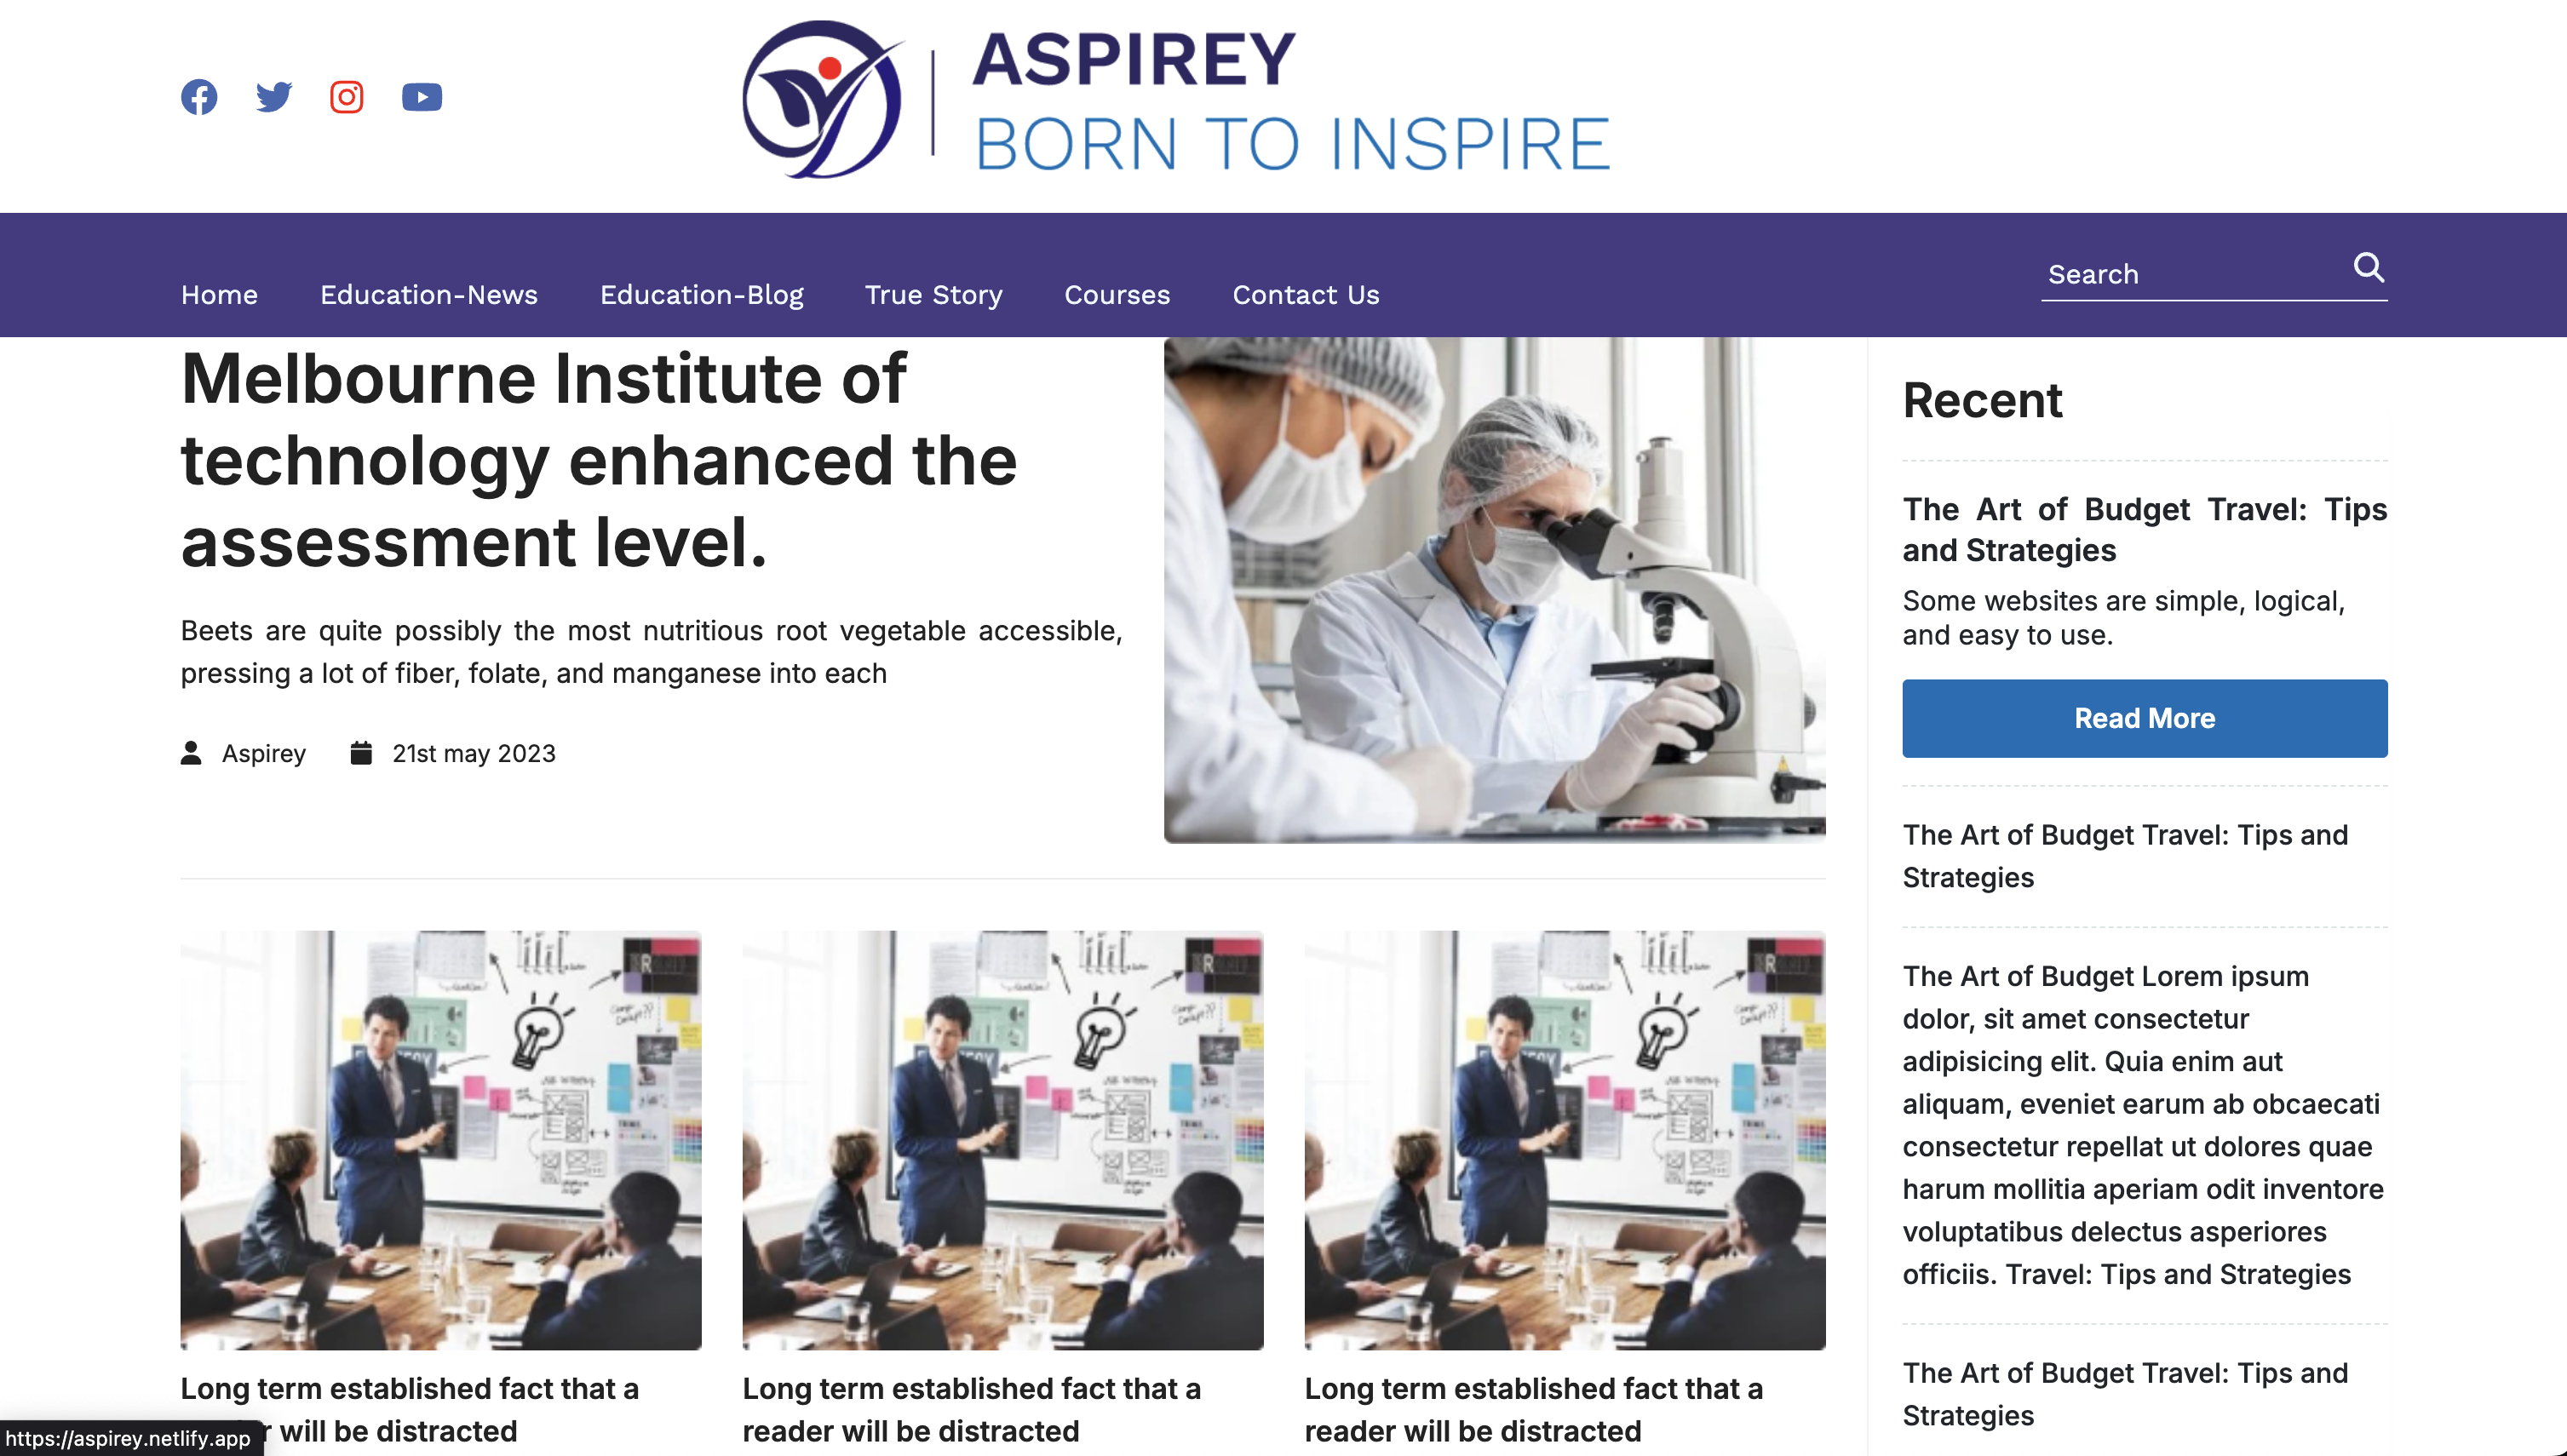 ASPIREY
BORN TO INSPIRE
Home
Education-News
Education-Blog
True Story
Courses
Contact Us
Search
Melbourne Institute of
technology enhanced the
assessment level.
Beets are quite possibly the most nutritious root vegetable accessible,
pressing a lot of fiber, folate, and manganese into each
Aspirey
21st may 2023
Long term established fact that a
will be distracted
Long term established fact that a
reader will be distracted
Long term established fact that a
reader will be distracted
Recent
The Art of Budget Travel: Tips
and Strategies
Some websites are simple, logical,
and easy to use.
Read More
The Art of Budget Travel: Tips and
Strategies
The Art of Budget Lorem ipsum
dolor, sit amet consectetur
adipisicing elit. Quia enim aut
aliquam, eveniet earum ab obcaecati
consectetur repellat ut dolores quae
harum mollitia aperiam odit inventore
voluptatibus delectus asperiores
officiis. Travel: Tips and Strategies
The Art of Budget Travel: Tips and
Strategies
https://aspirey.netlify.app